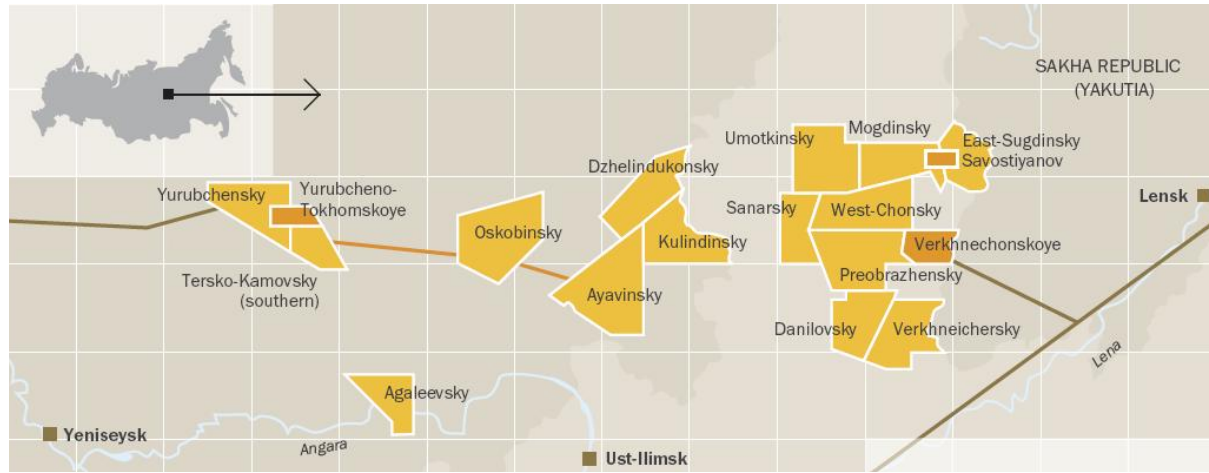 SAKHA REPUBLIC
(YAKUTIA)
Umotkinsky
Mogdinsky
East-Sugdinsky
Savostiyanov
Dzhelindukonsky
Yurubchensky
Yurubcheno-
Tokhomskoye
Lensk
Sanarsky
West-Chonsky
Oskobinsky
Kulindinsky
Verkhnechonskoye
Tersko-Kamovsky
(southern)
Preobrazhensky
Ayavinsky
Danilovsky
Verkhneichersky
Lena
Agaleevsky
Yeniseysk
Angara
Ust-Ilimsk